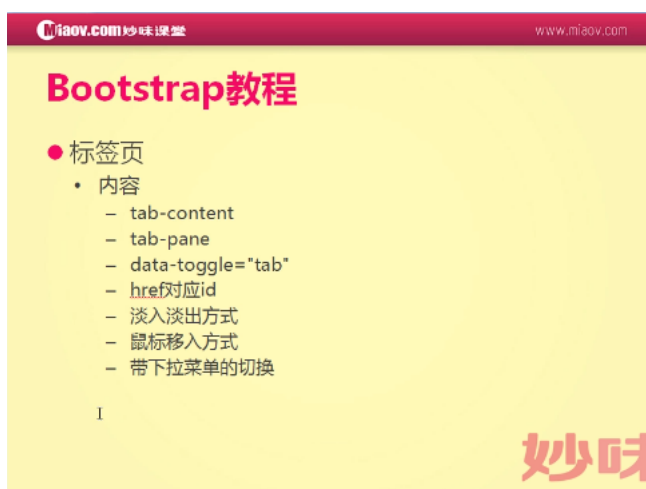 Miaov.com妙味课堂
www.miaov.com
Bootstrap教程
标签页
内容
– tab-content
– tab-pane
– data-toggle="tab"
– href对应id
– 淡入淡出方式
– 鼠标移入方式
– 带下拉菜单的切换
妙味